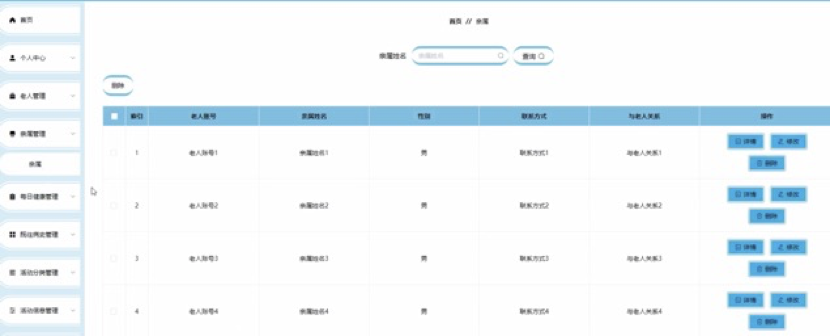 首页
个人中心
老人管理
亲属管理
亲属
每日健康管理
既往病史管理
活动分类管理
活动信息管理
首页 // 亲属
亲属姓名 亲属姓名 查询
删除
索引 老人账号 亲属姓名 性别 联系方式 与老人关系 操作
1 老人账号1 亲属姓名1 男 联系方式1 与老人关系1 详情 修改
删除
2 老人账号2 亲属姓名2 男 联系方式2 与老人关系2 详情 修改
删除
3 老人账号3 亲属姓名3 男 联系方式3 与老人关系3 详情 修改
删除
4 老人账号4 亲属姓名4 男 联系方式4 与老人关系4 详情 修改
删除